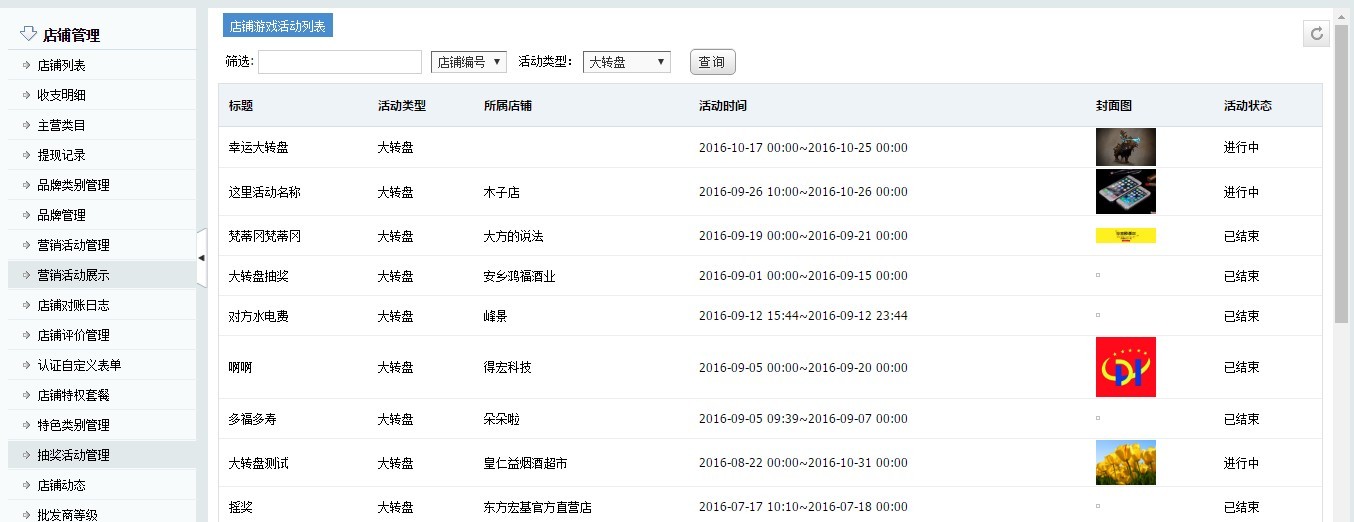 店铺管理
店铺列表
收支明细
主营类目
提现记录
品牌类别管理
品牌管理
营销活动管理
营销活动展示
店铺对账日志
店铺评价管理
认证自定义表单
店铺特权套餐
特色类别管理
抽奖活动管理
店铺动态
批发商等级
店铺游戏活动列表
筛选: 店铺编号 活动类型： 大转盘 查询
标题 活动类型 所属店铺 活动时间 封面图 活动状态
幸运大转盘 大转盘 2016-10-17 00:00~2016-10-25 00:00 进行中
这里活动名称 大转盘 木子店 2016-09-26 10:00~2016-10-26 00:00 进行中
梵蒂冈梵蒂冈 大转盘 大方的说法 2016-09-19 00:00~2016-09-21 00:00 已结束
大转盘抽奖 大转盘 安乡鸿福酒业 2016-09-01 00:00~2016-09-15 00:00 已结束
对方水电费 大转盘 峰景 2016-09-12 15:44~2016-09-12 23:44 已结束
啊啊 大转盘 得宏科技 2016-09-05 00:00~2016-09-20 00:00 已结束
多福多寿 大转盘 朵朵啦 2016-09-05 09:39~2016-09-07 00:00 已结束
大转盘测试 大转盘 皇仁益烟酒超市 2016-08-22 00:00~2016-10-31 00:00 进行中
摇奖 大转盘 东方宏基官方直营店 2016-07-17 10:10~2016-07-18 00:00 已结束